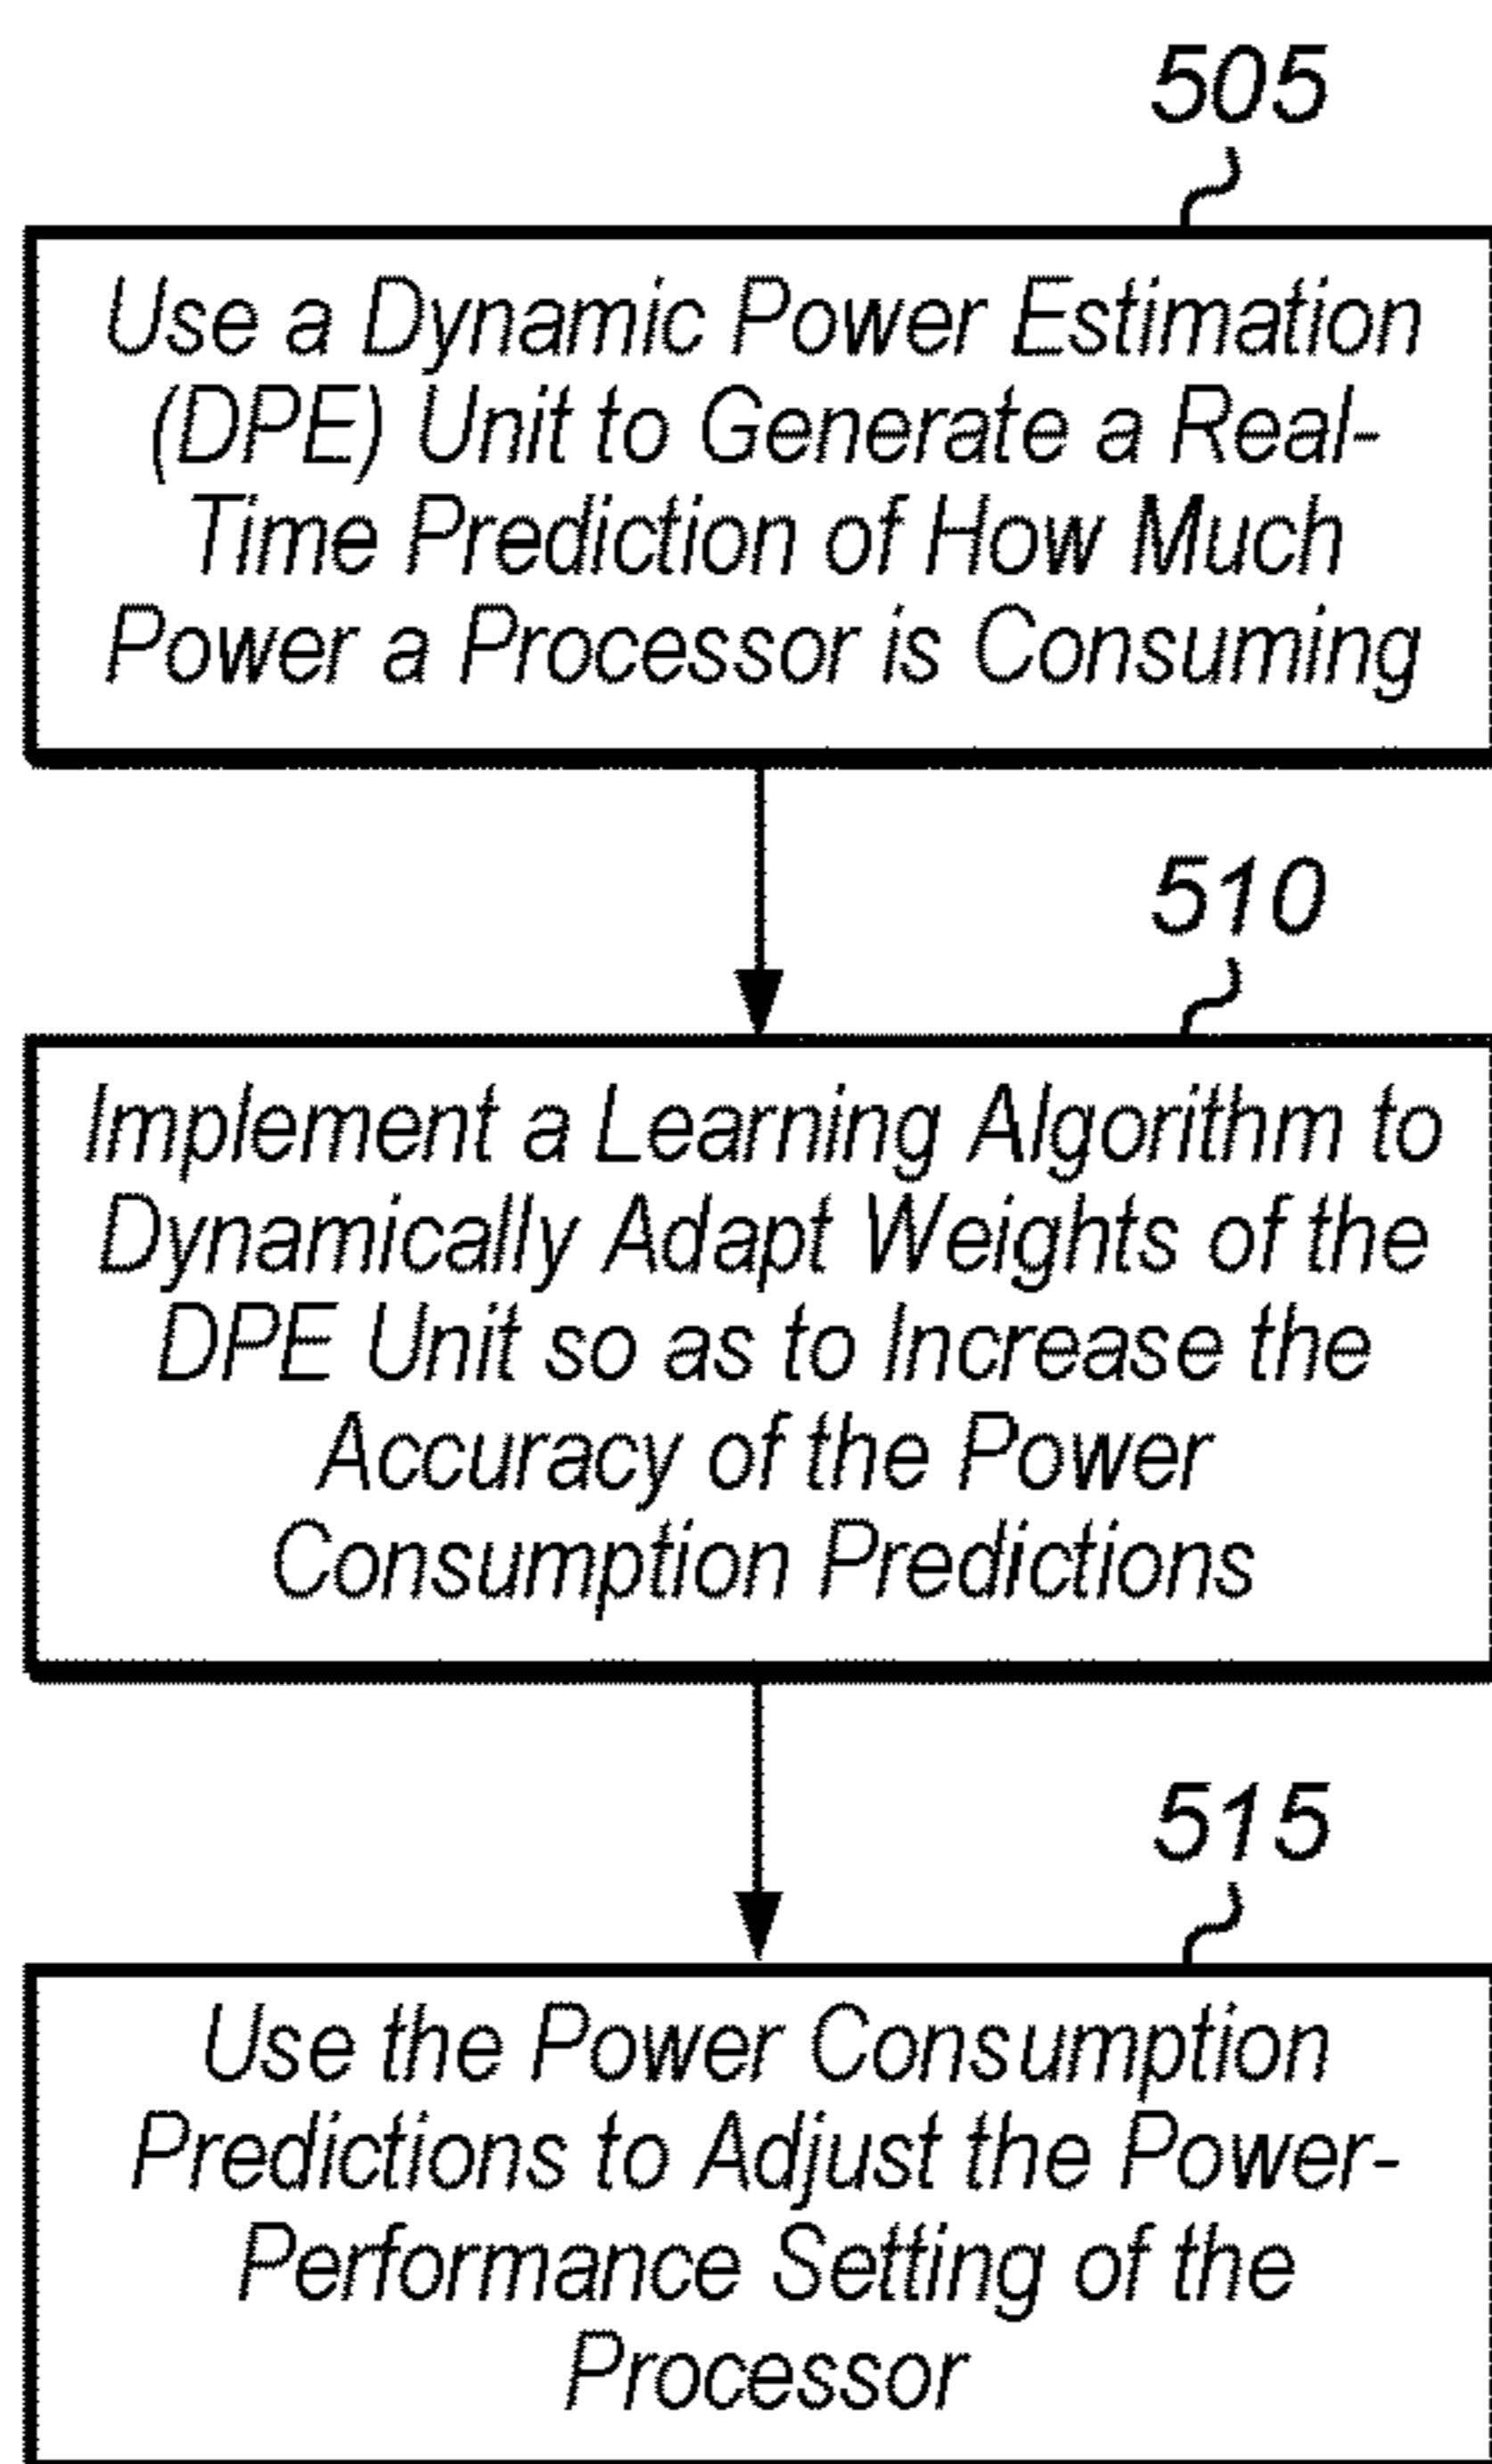 505
Use a Dynamic Power Estimation
(DPE) Unit to Generate a Real-
Time Prediction of How Much
Power a Processor is Consuming
510
Implement a Learning Algorithm to
Dynamically Adapt Weights of the
DPE Unit so as to Increase the
Accuracy of the Power
Consumption Predictions
515
Use the Power Consumption
Predictions to Adjust the Power-
Performance Setting of the
Processor